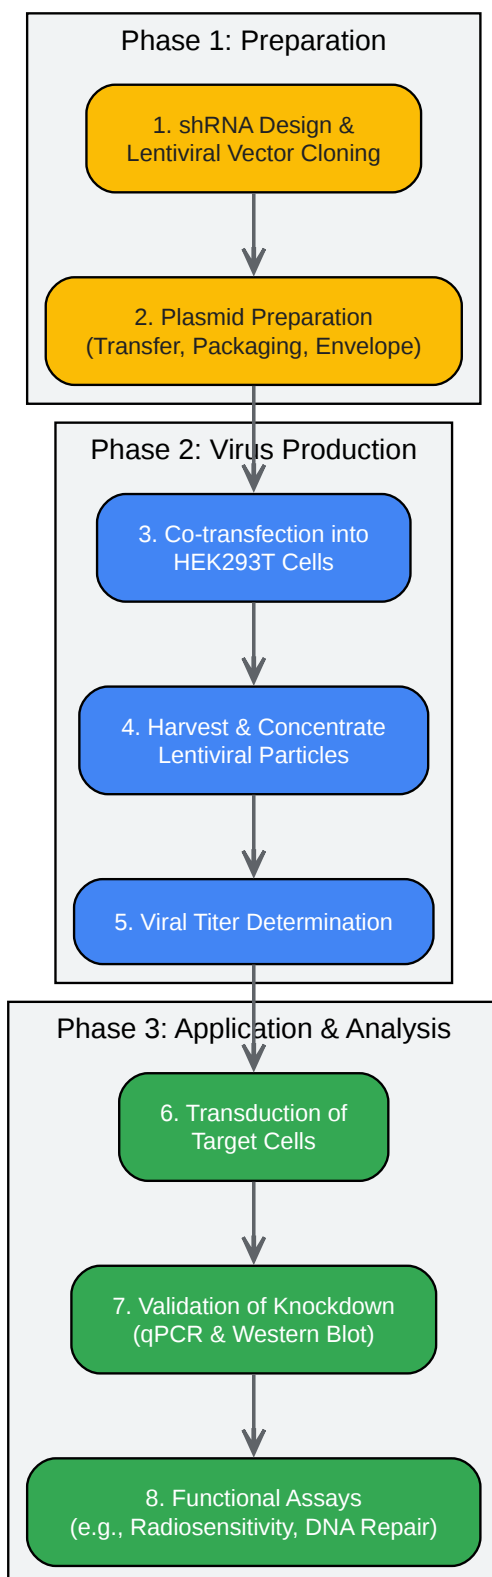 Phase 1: Preparation
1. shRNA Design &
Lentiviral Vector Cloning
2. Plasmid Preparation
(Transfer, Packaging, Envelope)
Phase 2: Virus Production
3. Co-transfection into
HEK293T Cells
4. Harvest & Concentrate
Lentiviral Particles
5. Viral Titer Determination
Phase 3: Application & Analysis
6. Transduction of
Target Cells
7. Validation of Knockdown
(qPCR & Western Blot)
8. Functional Assays
(e.g., Radiosensitivity, DNA Repair)